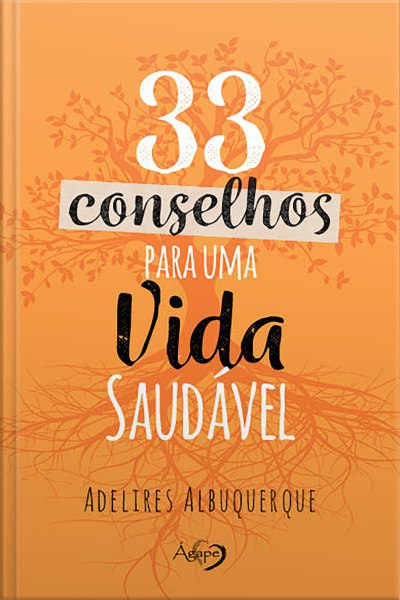 33
conselhos
PARA UMA
Vida
SAUDÁVEL
ADELIRES ALBUQUERQUE
Ágape